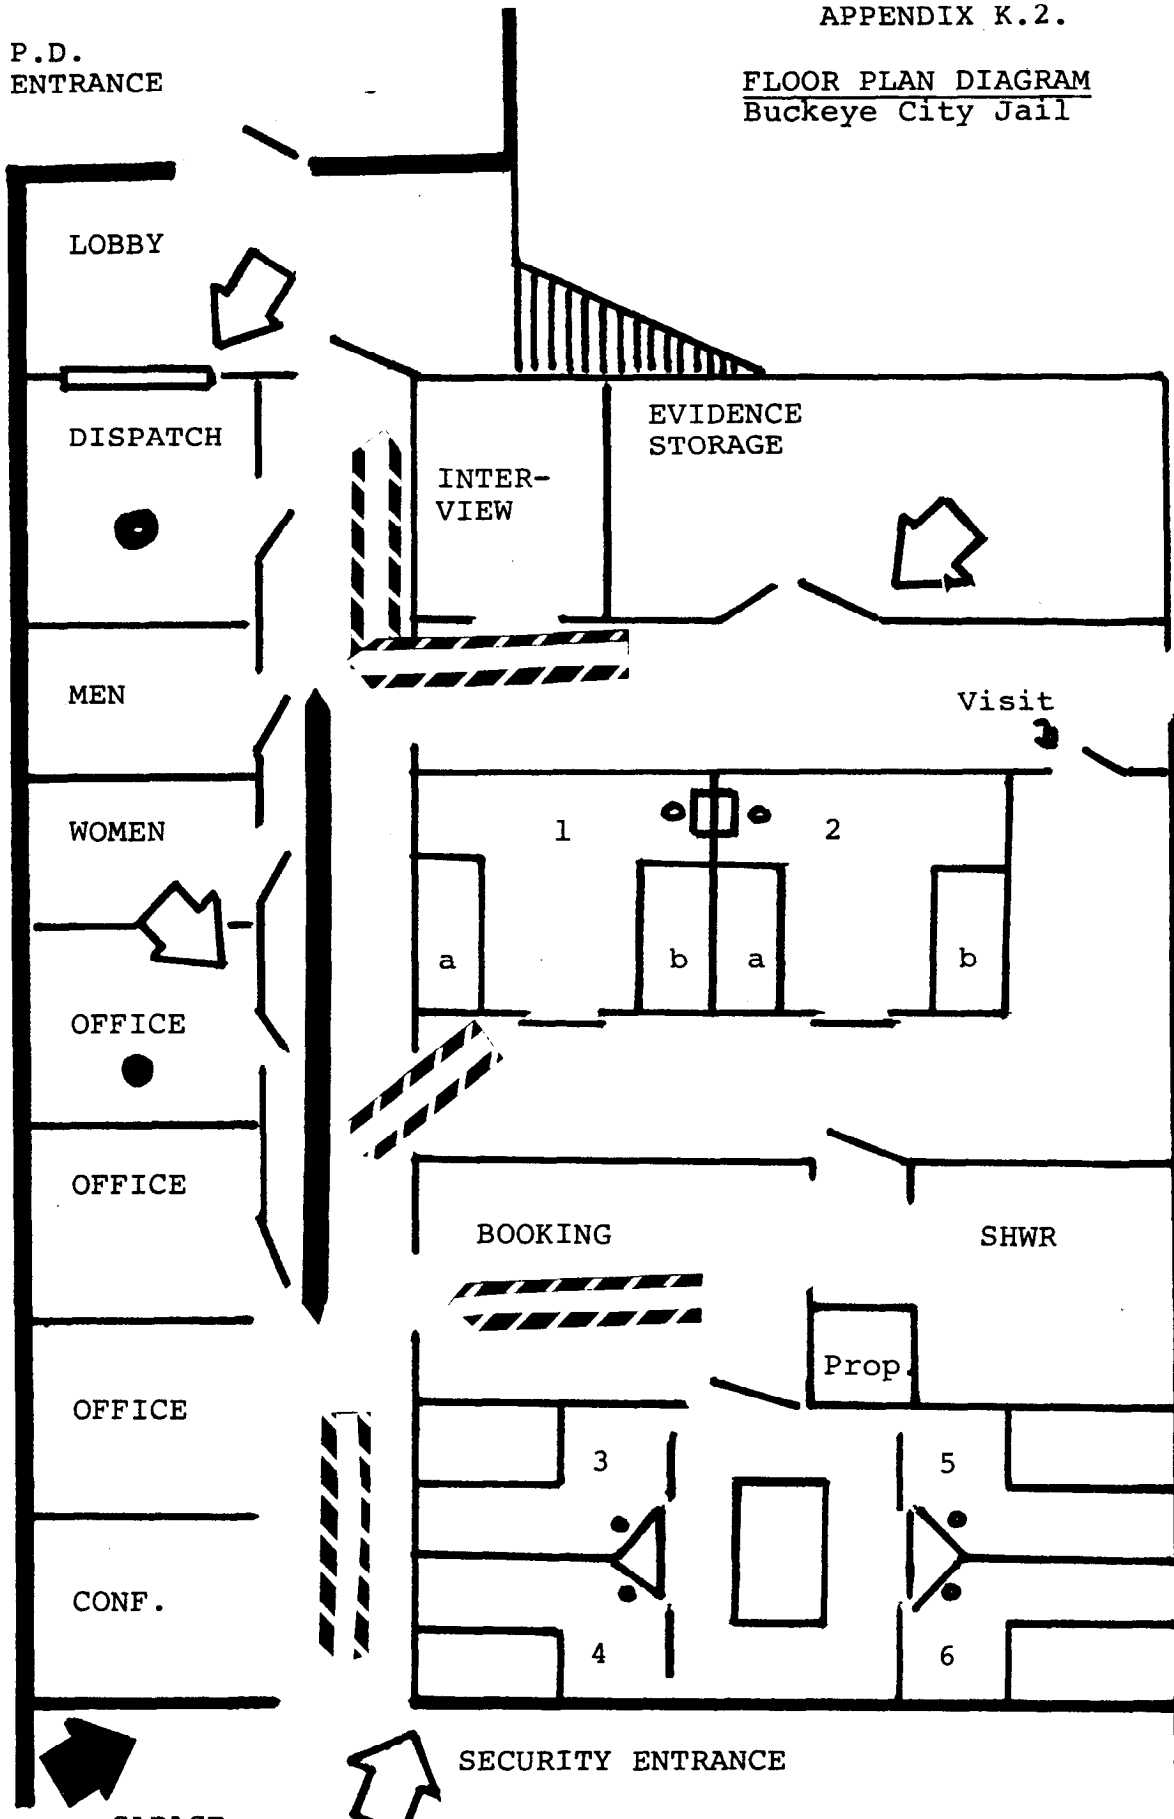 APPENDIX K.2.
P.D.
ENTRANCE
FLOOR PLAN DIAGRAM
Buckeye City Jail
LOBBY
DISPATCH
EVIDENCE
STORAGE
INTER-
VIEW
MEN
Visit
WOMEN
1
2
a
b
a
b
OFFICE
OFFICE
BOOKING
SHWR
Prop.
OFFICE
3
5
CONF.
4
6
SECURITY ENTRANCE